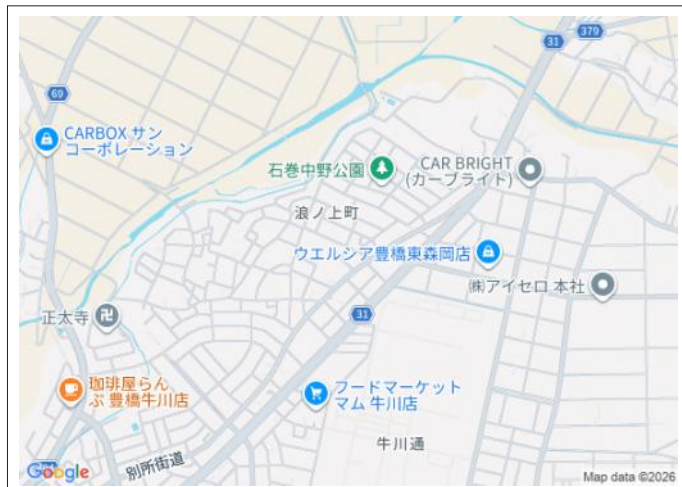 31
379
69
CARBOX サン
コーポレーション
石巻中野公園
CAR BRIGHT
(カーブライト)
浪ノ上町
ウエルシア豊橋東森岡店
㈱アイセロ 本社
正太寺
31
珈琲屋らん
ぷ 豊橋牛川店
フードマーケット
マム 牛川店
牛川通
別所街道
Google
Map data ©2026